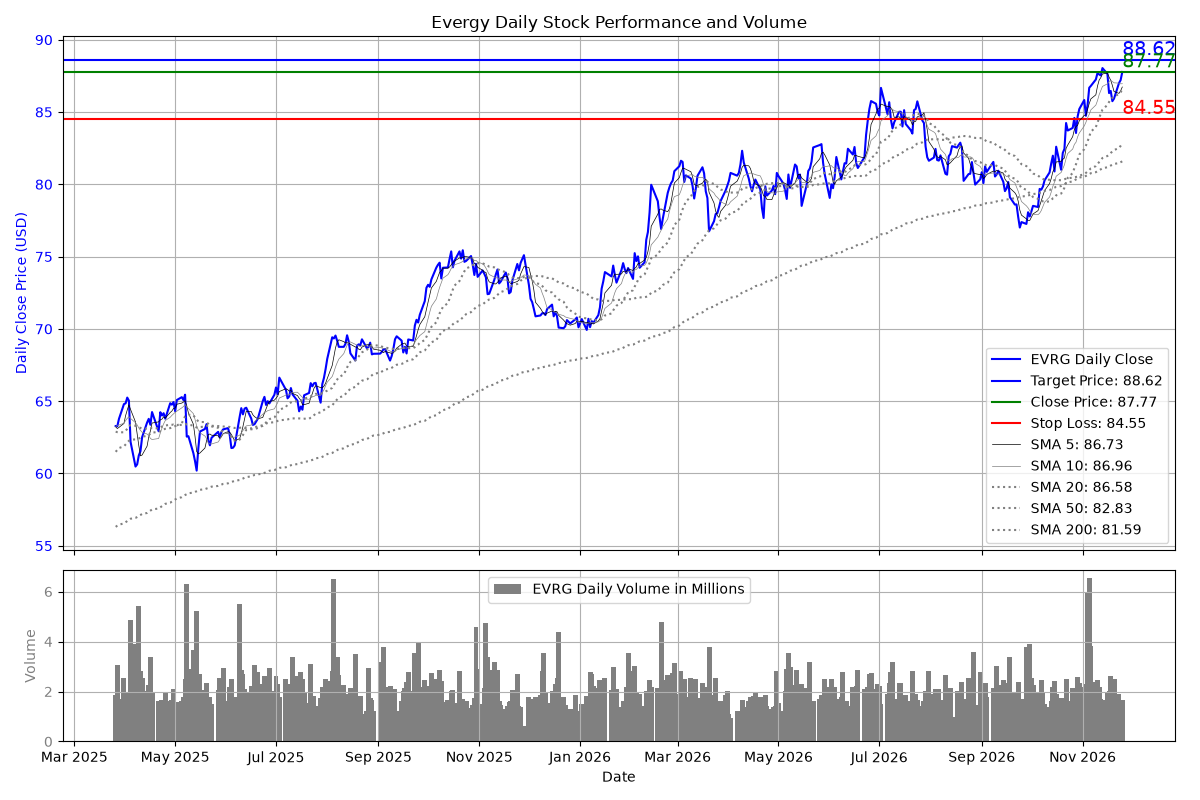 Evergy Daily Stock Performance and Volume
90
85
80
75
70
65
60
55
Daily Close Price (USD)
88.62
87.77
84.55
EVRG Daily Close
Target Price: 88.62
Close Price: 87.77
Stop Loss: 84.55
SMA 5: 86.73
SMA 10: 86.96
SMA 20: 86.58
SMA 50: 82.83
SMA 200: 81.59
6
4
2
0
Volume
EVRG Daily Volume in Millions
Mar 2025
May 2025
Jul 2025
Sep 2025
Nov 2025
Jan 2026
Mar 2026
May 2026
Jul 2026
Sep 2026
Nov 2026
Date